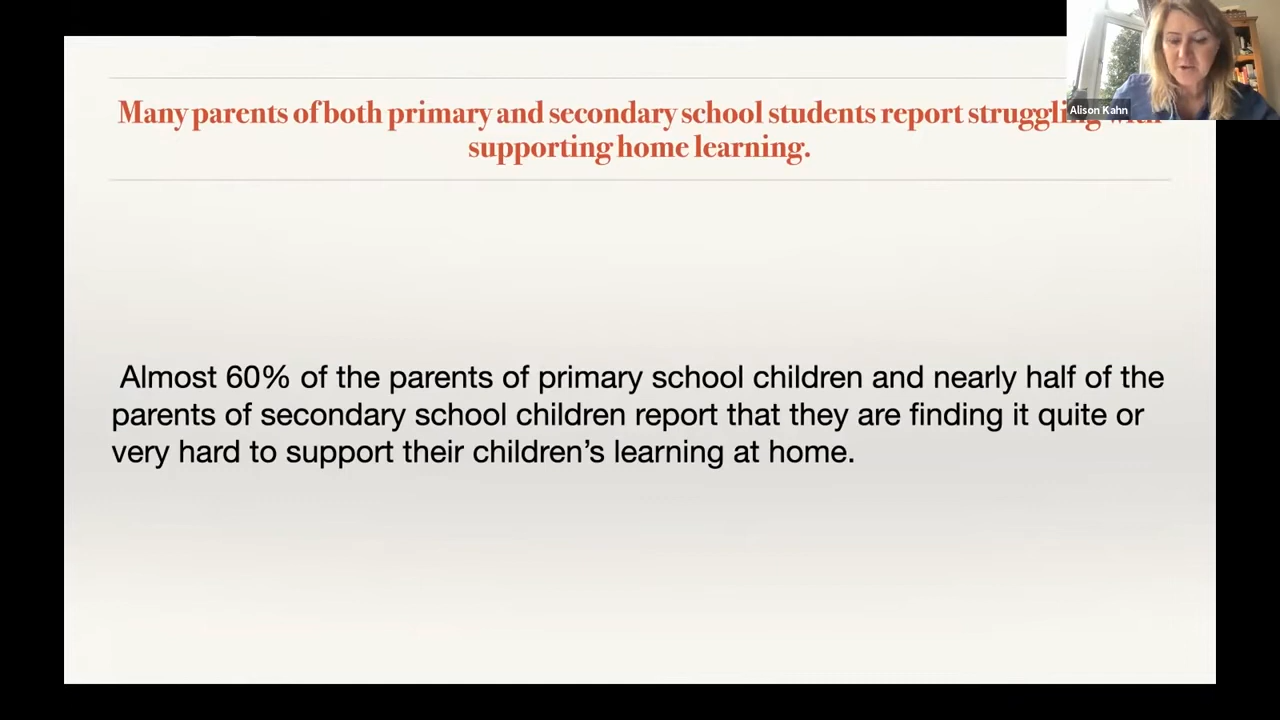 Many parents of both primary and secondary school students report struggling
supporting home learning.
Alison Kahn
Almost 60% of the parents of primary school children and nearly half of the
parents of secondary school children report that they are finding it quite or
very hard to support their children’s learning at home.